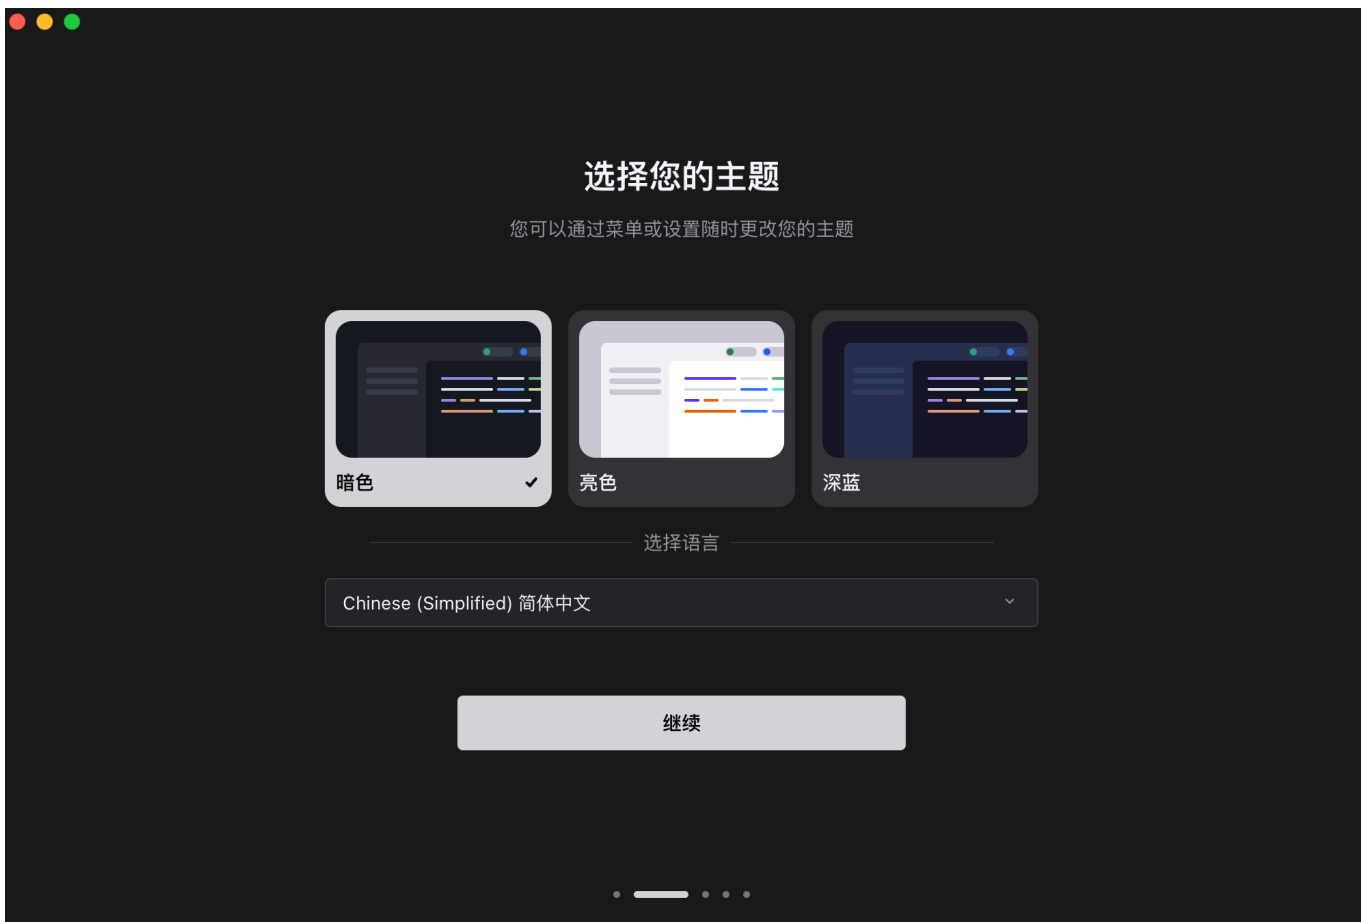 选择您的主题
您可以通过菜单或设置随时更改您的主题
暗色
亮色
深蓝
选择语言
Chinese (Simplified) 简体中文
继续